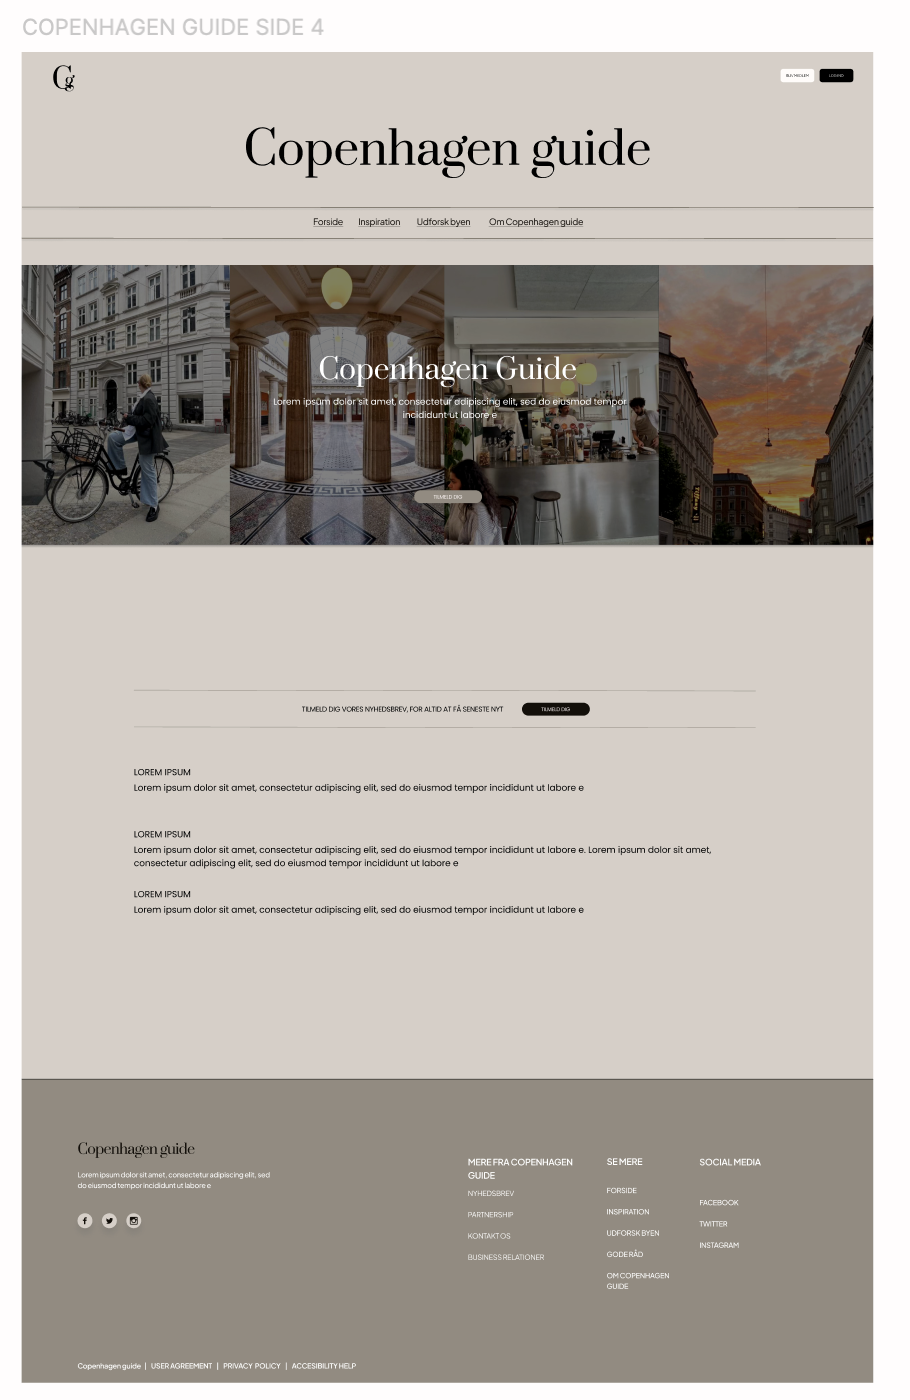 COPENHAGEN GUIDE SIDE 4
Cg
BLIV MEDLEM
LOG IND
Copenhagen guide
Forside Inspiration Udforsk byen Om Copenhagen guide
Copenhagen Guide
Lorem ipsum dolor sit amet, consectetur adipiscing elit, sed do eiusmod tempor
incididunt ut labore e
TILMELD DIG
TILMELD DIG VORES NYHEDSBREV, FOR ALTID AT FÅ SENESTE NYT
TILMELD DIG
LOREM IPSUM
Lorem ipsum dolor sit amet, consectetur adipiscing elit, sed do eiusmod tempor incididunt ut labore e
LOREM IPSUM
Lorem ipsum dolor sit amet, consectetur adipiscing elit, sed do eiusmod tempor incididunt ut labore e. Lorem ipsum dolor sit amet,
consectetur adipiscing elit, sed do eiusmod tempor incididunt ut labore e
LOREM IPSUM
Lorem ipsum dolor sit amet, consectetur adipiscing elit, sed do eiusmod tempor incididunt ut labore e
Copenhagen guide
Lorem ipsum dolor sit amet, consectetur adipiscing elit, sed
do eiusmod tempor incididunt ut labore e
MERE FRA COPENHAGEN
GUIDE
NYHEDSBREV
PARTNERSHIP
KONTAKT OS
BUSINESS RELATIONER
SE MERE
FORSIDE
INSPIRATION
UDFORSK BYEN
GODE RÅD
OM COPENHAGEN
GUIDE
SOCIAL MEDIA
FACEBOOK
TWITTER
INSTAGRAM
Copenhagen guide | USER AGREEMENT | PRIVACY POLICY | ACCESIBILITY HELP